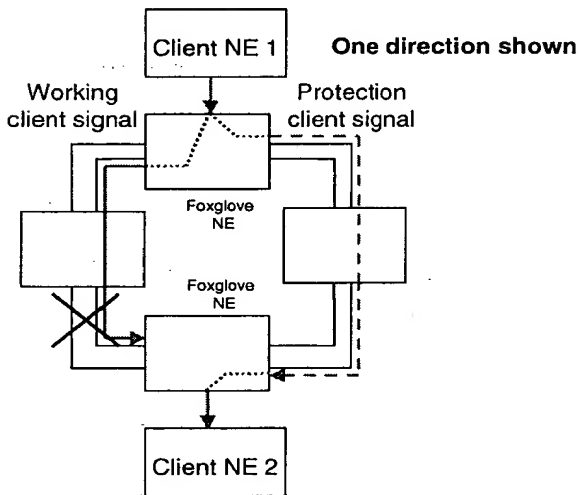 Client NE 1
One direction shown
Working
client signal
Protection
client signal
Foxglove
NE
Foxglove
NE
Client NE 2